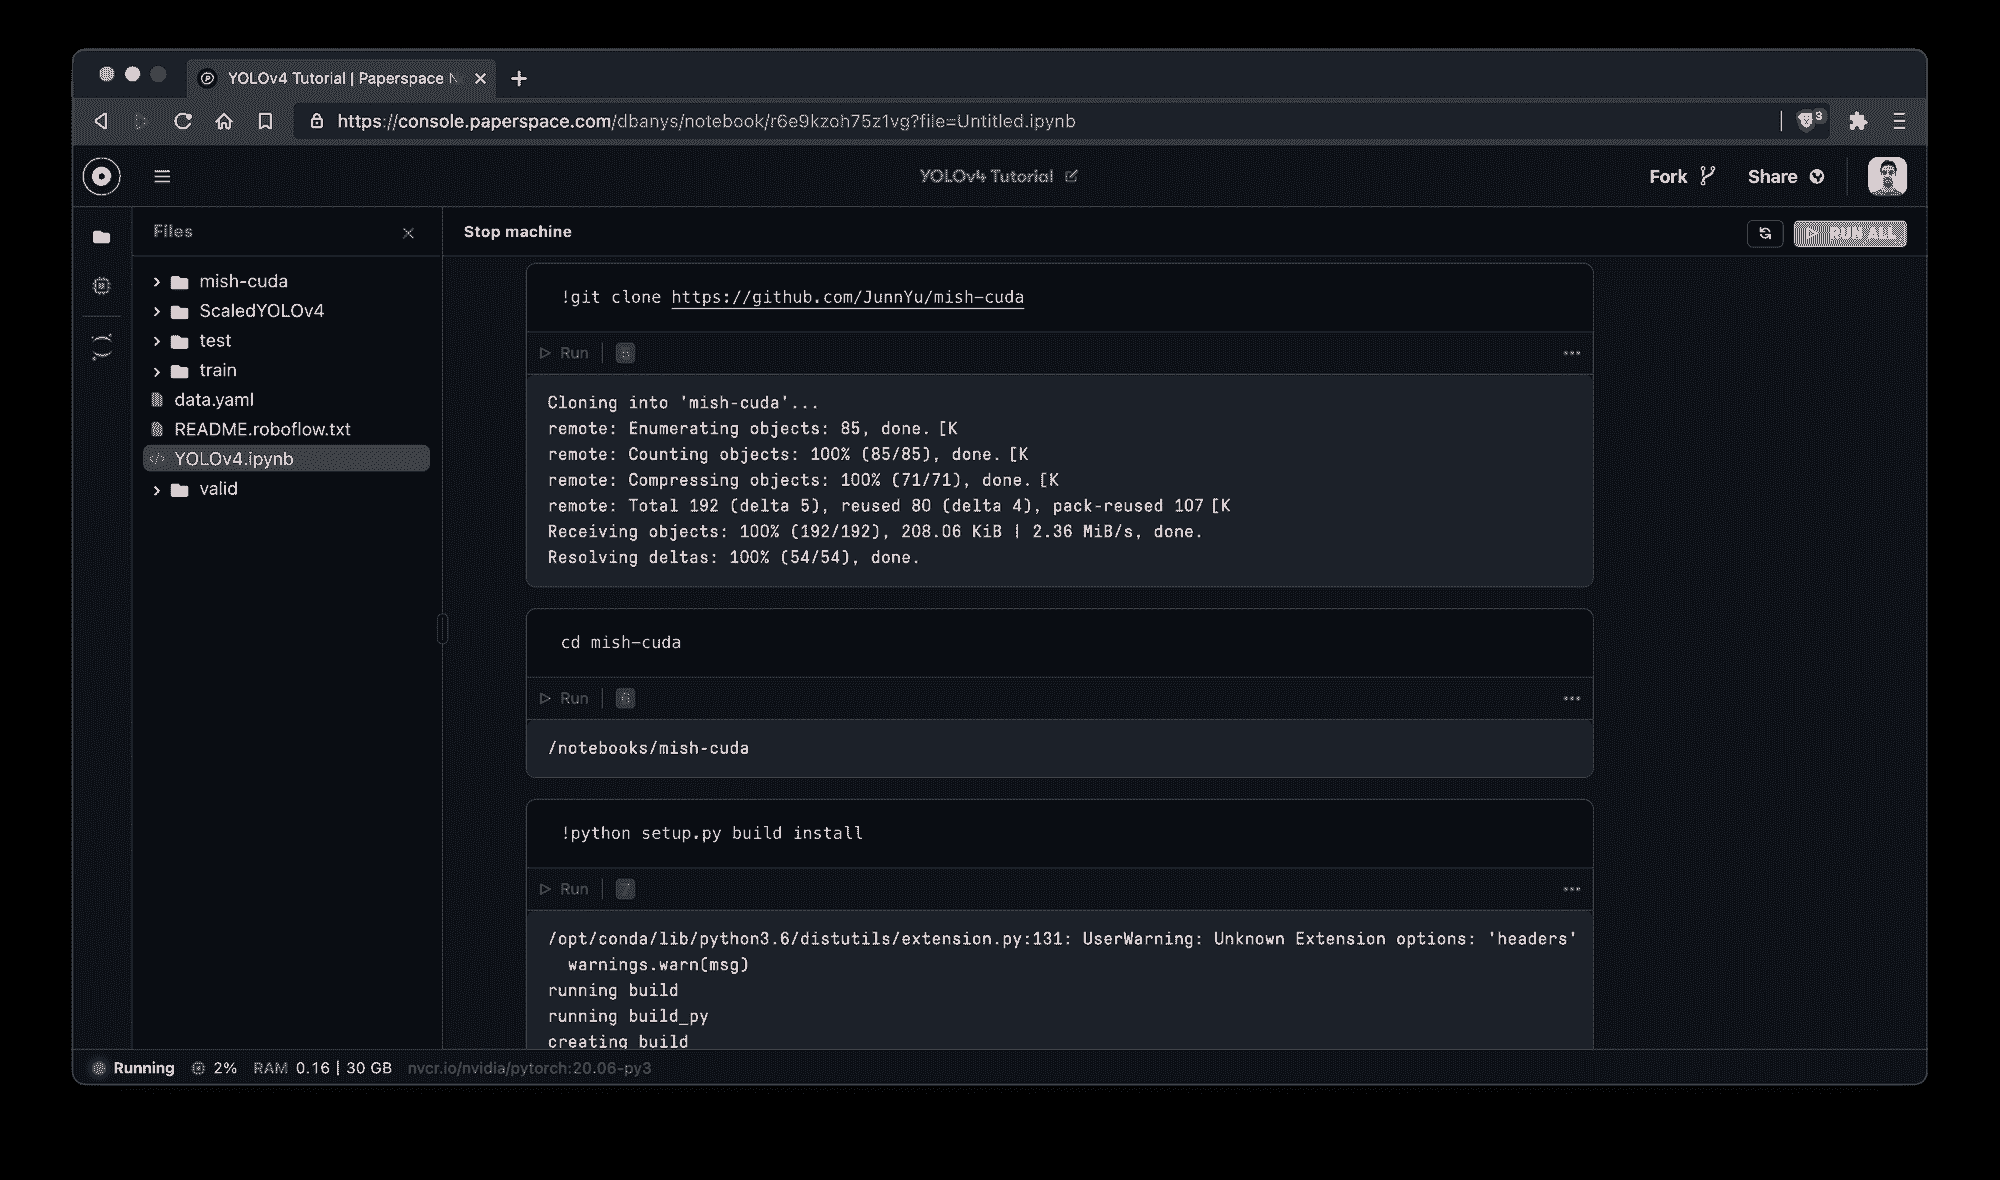 YOLOv4 Tutorial | Paperspace N
https://console.paperspace.com/dbanys/notebook/r6e9kzoh75z1vg?file=Untitled.ipynb
3
YOLOv4 Tutorial
Fork
Share
Files
Stop machine
RUN ALL
mish-cuda
ScaledYOLOv4
test
train
data.yaml
README.roboflow.txt
YOLOv4.ipynb
valid
!git clone https://github.com/JunnYu/mish-cuda
Run
Cloning into 'mish-cuda'...
remote: Enumerating objects: 85, done. [K
remote: Counting objects: 100% (85/85), done. [K
remote: Compressing objects: 100% (71/71), done. [K
remote: Total 192 (delta 5), reused 80 (delta 4), pack-reused 107 [K
Receiving objects: 100% (192/192), 208.06 KiB | 2.36 MiB/s, done.
Resolving deltas: 100% (54/54), done.
cd mish-cuda
Run
/notebooks/mish-cuda
!python setup.py build install
Run 7
/opt/conda/lib/python3.6/distutils/extension.py:131: UserWarning: Unknown Extension options: 'headers'
warnings.warn(msg)
running build
running build_py
creating build
Running 2% RAM 0.16 | 30 GB nvcr.io/nvidia/pytorch:20.06-py3